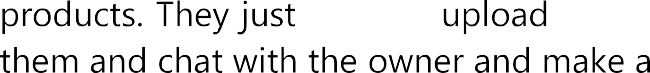 products. They just upload
them and chat with the owner and make a